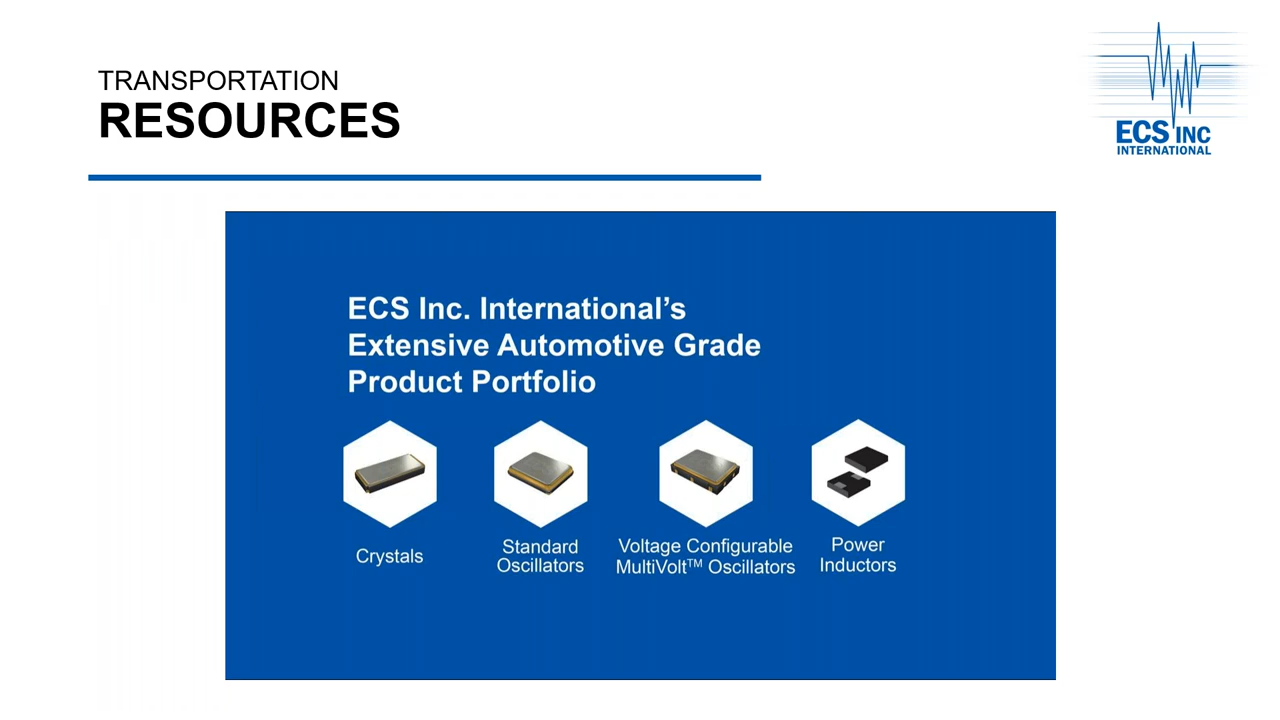 TRANSPORTATION
RESOURCES
ECS INC
INTERNATIONAL
ECS Inc. International’s
Extensive Automotive Grade
Product Portfolio
Crystals
Standard
Oscillators
Voltage Configurable
MultiVolt™ Oscillators
Power
Inductors